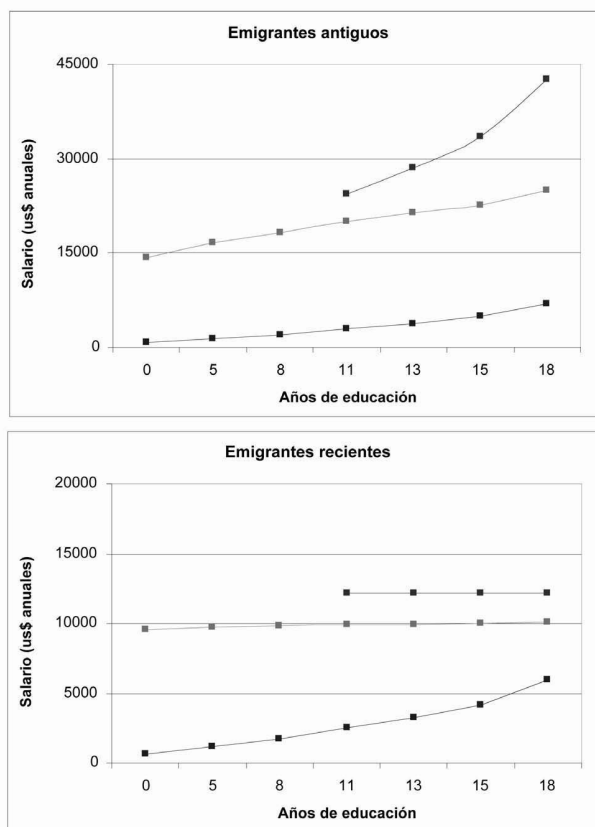 Emigrantes antiguos
45000
30000
15000
0
Salario (us$ anuales)
0 5 8 11 13 15 18
Años de educación
Emigrantes recientes
20000
15000
10000
5000
0
Salario (us$ anuales)
0 5 8 11 13 15 18
Años de educación